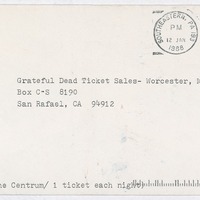 SOUTHEASTERN, PA 193
PM
12 JAN
1988
Grateful Dead Ticket Sales- Worcester, M
Box C-S 8190
San Rafael, CA 94912
he Centrum/ 1 ticket each night/